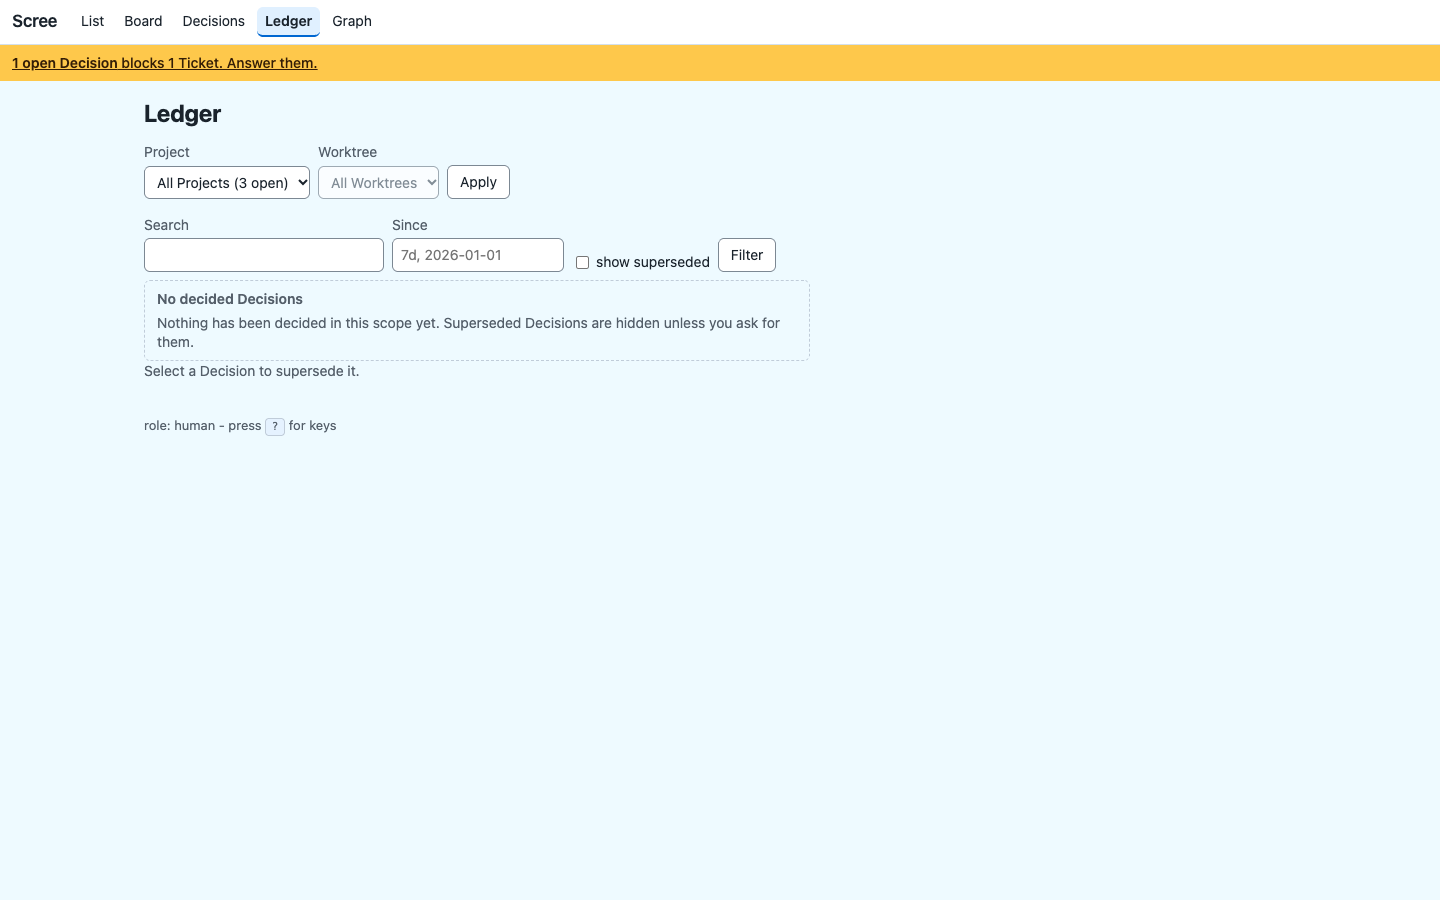 Scree List Board Decisions Ledger Graph
1 open Decision blocks 1 Ticket. Answer them.
Ledger
Project Worktree
All Projects (3 open) All Worktrees Apply
Search Since
7d, 2026-01-01 show superseded Filter
No decided Decisions
Nothing has been decided in this scope yet. Superseded Decisions are hidden unless you ask for
them.
Select a Decision to supersede it.
role: human - press ? for keys